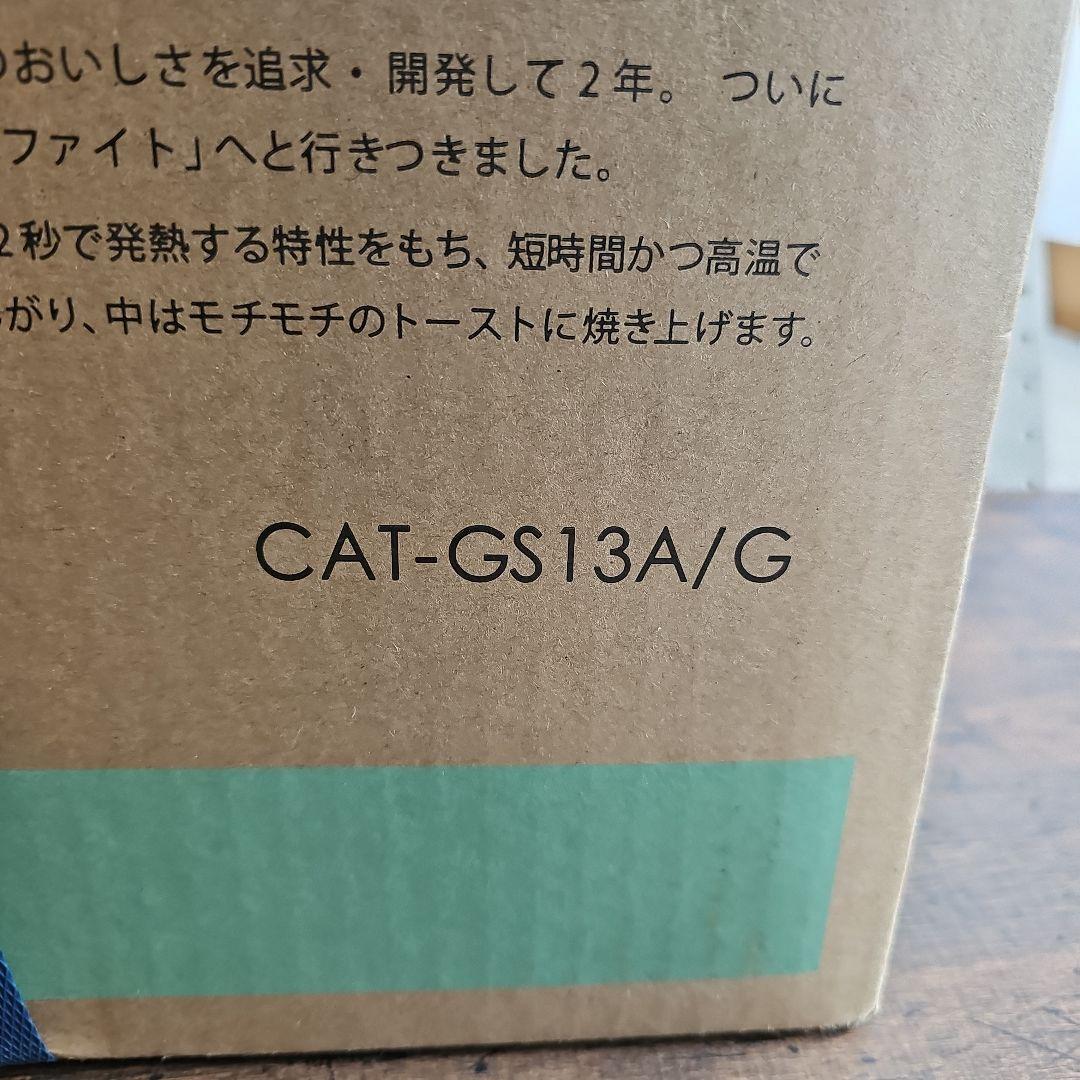 のおいしさを追求・開発して2年。ついに
ファイト」へと行きつきました。
2秒で発熱する特性をもち、短時間かつ高温で
がり、中はモチモチのトーストに焼き上げます。
CAT-GS13A/G